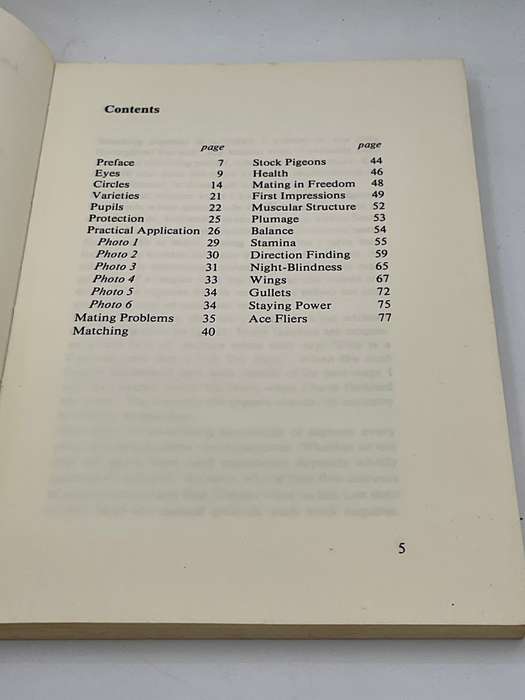 Contents
page
Preface 7
Eyes 9
Circles 14
Varieties 21
Pupils 22
Protection 25
Practical Application 26
Photo 1 29
Photo 2 30
Photo 3 31
Photo 4 33
Photo 5 34
Photo 6 34
Mating Problems 35
Matching 40
page
Stock Pigeons 44
Health 46
Mating in Freedom 48
First Impressions 49
Muscular Structure 52
Plumage 53
Balance 54
Stamina 55
Direction Finding 59
Night-Blindness 65
Wings 67
Gullets 72
Staying Power 75
Ace Fliers 77
5